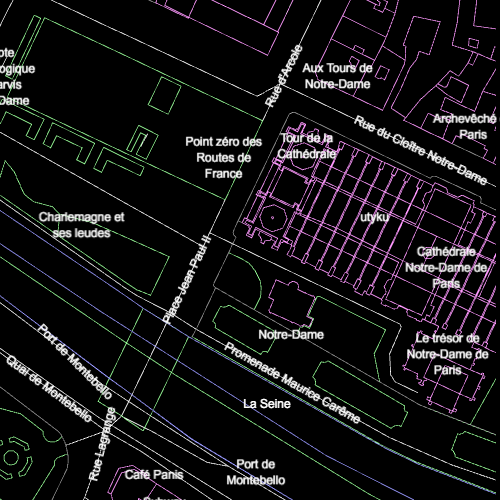 ote
ogique
arvis
Dame
Rue d'Arcole
Aux Tours de
Notre-Dame
Archevêché
Paris
Rue du Cloître Notre-Dame
Point zéro des
Routes de
France
Tour de la
Cathédrale
utyku
Charlemagne et
ses leudes
Place Jean Paul II
Cathédrale
Notre-Dame de
Paris
Notre-Dame
Le trésor de
Notre-Dame de
Paris
Promenade Maurice Carême
Port de Montebello
Quai de Montebello
La Seine
Rue Lagrange
Café Panis
Port de
Montebello